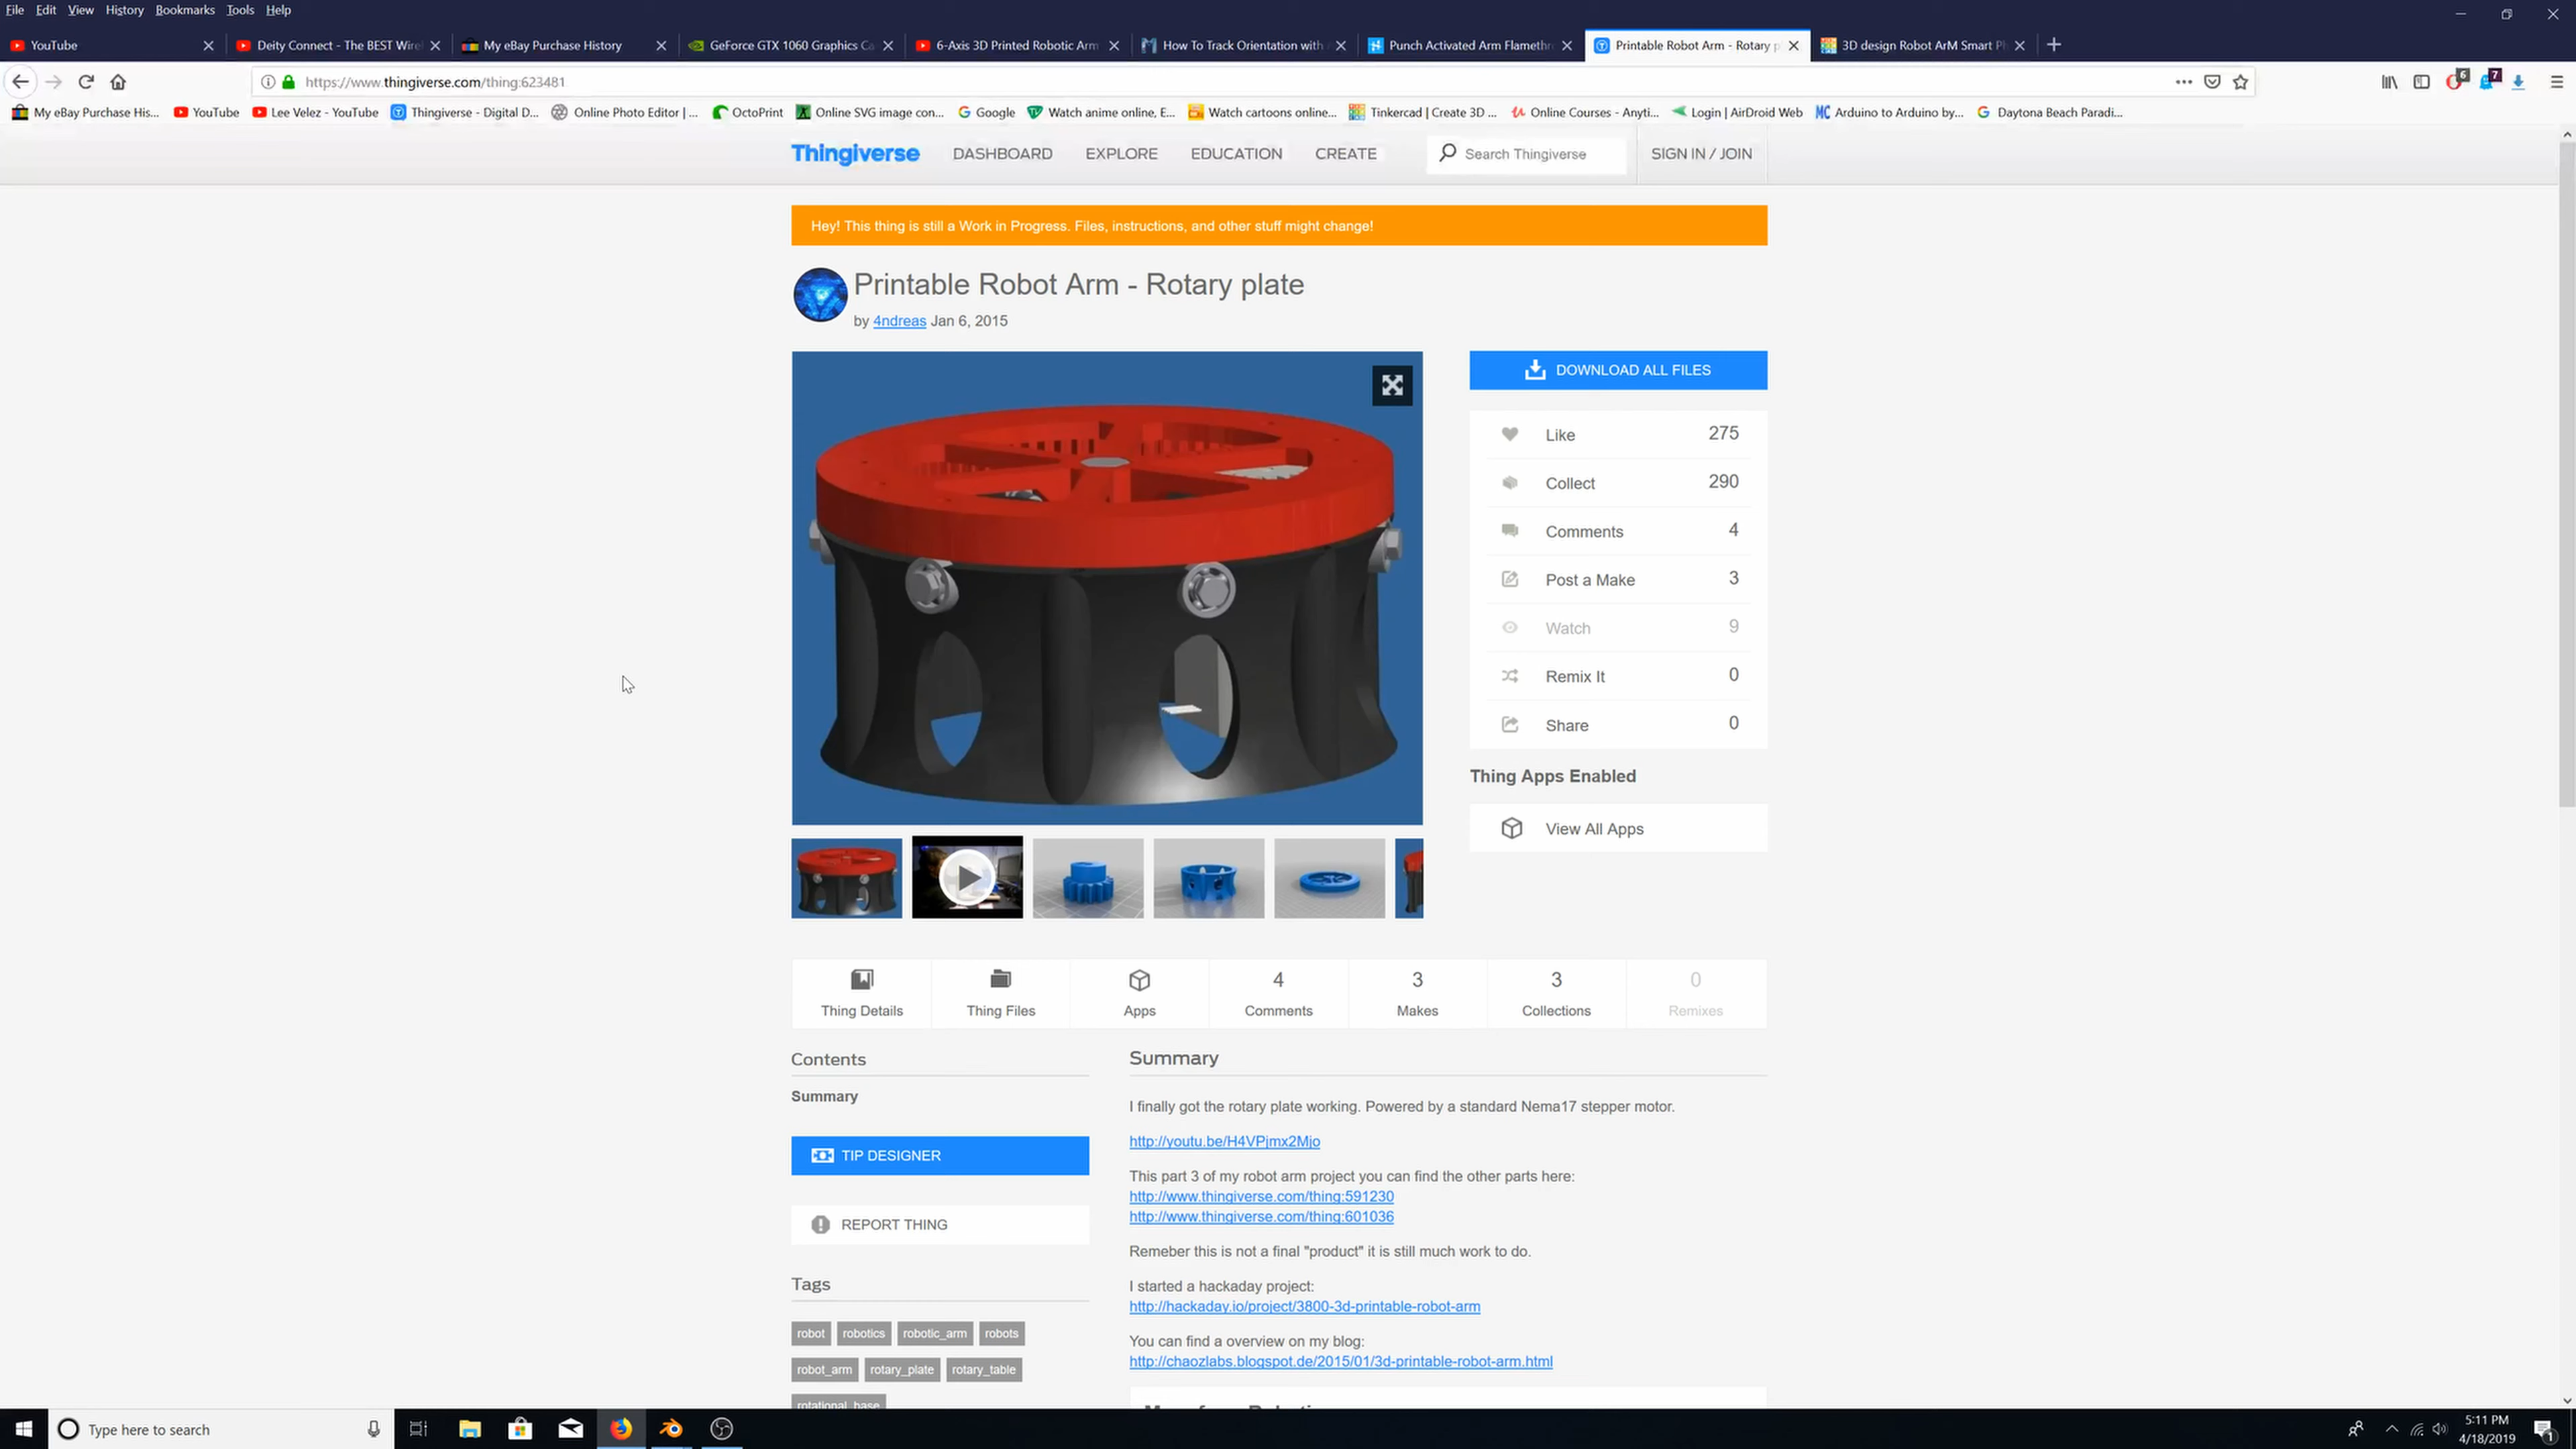 File Edit View History Bookmarks Tools Help
YouTube
Deity Connect - The BEST Wire
My eBay Purchase History
GeForce GTX 1060 Graphics Ca
6-Axis 3D Printed Robotic Arm
How To Track Orientation with
Punch Activated Arm Flamethr
Printable Robot Arm - Rotary p
3D design Robot ArM Smart Pl
https://www.thingiverse.com/thing:623481
6
7
My eBay Purchase His...
YouTube
Lee Velez - YouTube
Thingiverse - Digital D...
Online Photo Editor | ...
OctoPrint
Online SVG image con...
Google
Watch anime online, E...
Watch cartoons online...
Tinkercad | Create 3D ...
Online Courses - Anyti...
Login | AirDroid Web
Arduino to Arduino by...
Daytona Beach Paradi...
Thingiverse DASHBOARD EXPLORE EDUCATION CREATE Search Thingiverse SIGN IN / JOIN
Hey! This thing is still a Work in Progress. Files, instructions, and other stuff might change!
Printable Robot Arm - Rotary plate
by 4ndreas Jan 6, 2015
DOWNLOAD ALL FILES
Like 275
Collect 290
Comments 4
Post a Make 3
Watch 9
Remix It 0
Share 0
Thing Apps Enabled
View All Apps
4 3 3 0
Thing Details Thing Files Apps Comments Makes Collections Remixes
Contents
Summary
TIP DESIGNER
REPORT THING
Tags
robot robotics robotic_arm robots
robot_arm rotary_plate rotary_table
rotational_base
Summary
I finally got the rotary plate working. Powered by a standard Nema17 stepper motor.
http://youtu.be/H4VPjmx2Mjo
This part 3 of my robot arm project you can find the other parts here:
http://www.thingiverse.com/thing:591230
http://www.thingiverse.com/thing:601036
Remeber this is not a final "product" it is still much work to do.
I started a hackaday project:
http://hackaday.io/project/3800-3d-printable-robot-arm
You can find a overview on my blog:
http://chaozlabs.blogspot.de/2015/01/3d-printable-robot-arm.html
Type here to search
5:11 PM
4/18/2019
1